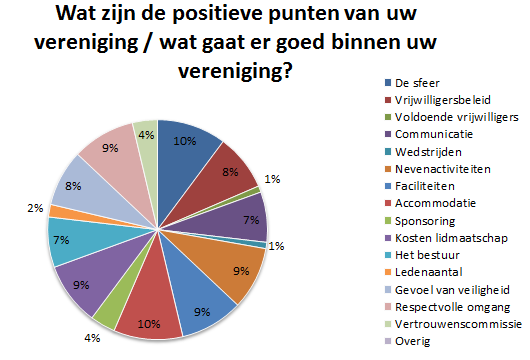 Wat zijn de positieve punten van uw
vereniging / wat gaat er goed binnen uw
vereniging?
De sfeer
Vrijwilligersbeleid
Voldoende vrijwilligers
Communicatie
Wedstrijden
Nevenactiviteiten
Faciliteiten
Accommodatie
Sponsoring
Kosten lidmaatschap
Het bestuur
Ledenaantal
Gevoel van veiligheid
Respectvolle omgang
Vertrouwenscommissie
Overig
10%
8%
1%
7%
1%
9%
9%
10%
4%
9%
7%
2%
8%
9%
4%